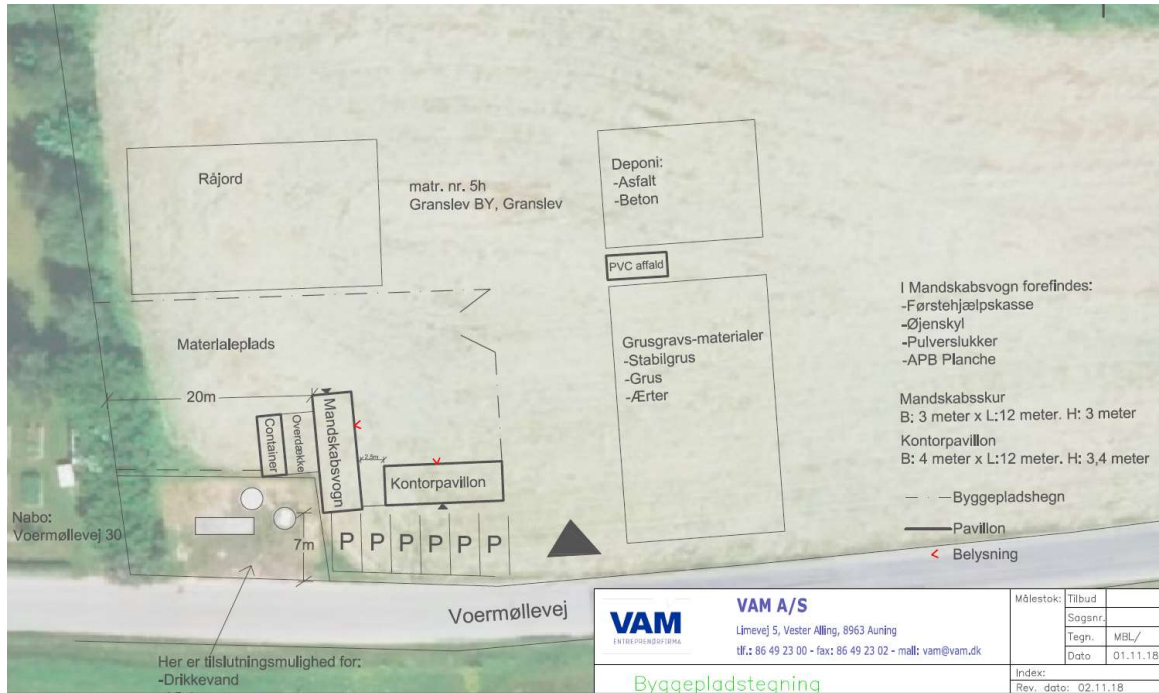 Råjord
matr. nr. 5h
Granslev BY, Granslev
Deponi:
-Asfalt
-Beton
PVC affald
Grusgravs-materialer
-Stabilgrus
-Grus
-Ærter
Materialeplads
20m
Container
Overdække
Mandskabsvogn
Kontorpavillon
I Mandskabsvogn forefindes:
-Førstehjælpskasse
-Øjenskyl
-Pulverslukker
-APB Planche
Mandskabsskur
B: 3 meter x L:12 meter. H: 3 meter
Kontorpavillon
B: 4 meter x L:12 meter. H: 3,4 meter
Byggepladshegn
Pavillon
Belysning
Nabo:
Voermøllevej 30
7m
P P P P P P
Voermøllevej
Her er tilslutningsmulighed for:
-Drikkevand
VAM
ENTREPRENØRFIRMA
VAM A/S
Limevej 5, Vester Alling, 8963 Auning
tlf.: 86 49 23 00 - fax: 86 49 23 02 - mail: vam@vam.dk
Byggepladstegning
Målestok:
Tilbud
Sagsnr.
Tegn. MBL/
Dato 01.11.18
Index:
Rev. dato: 02.11.18